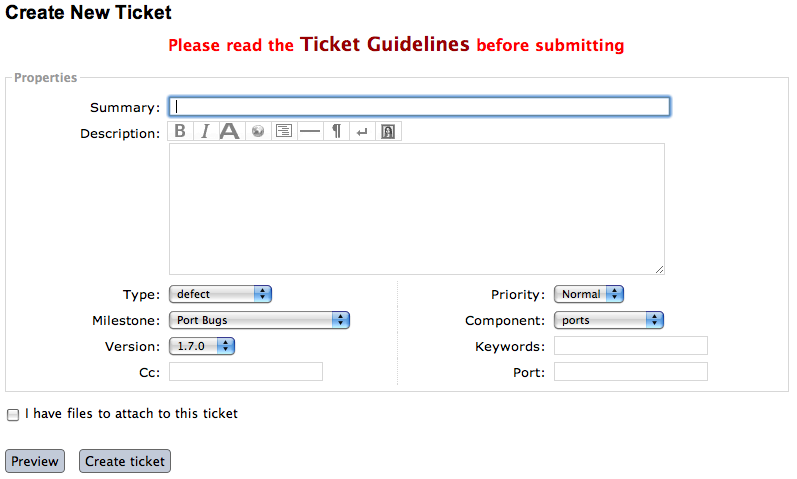 Create New Ticket
Please read the Ticket Guidelines before submitting
Properties
Summary:
Description: B I A ¶
Type: defect Priority: Normal
Milestone: Port Bugs Component: ports
Version: 1.7.0 Keywords:
Cc: Port:
I have files to attach to this ticket
Preview Create ticket